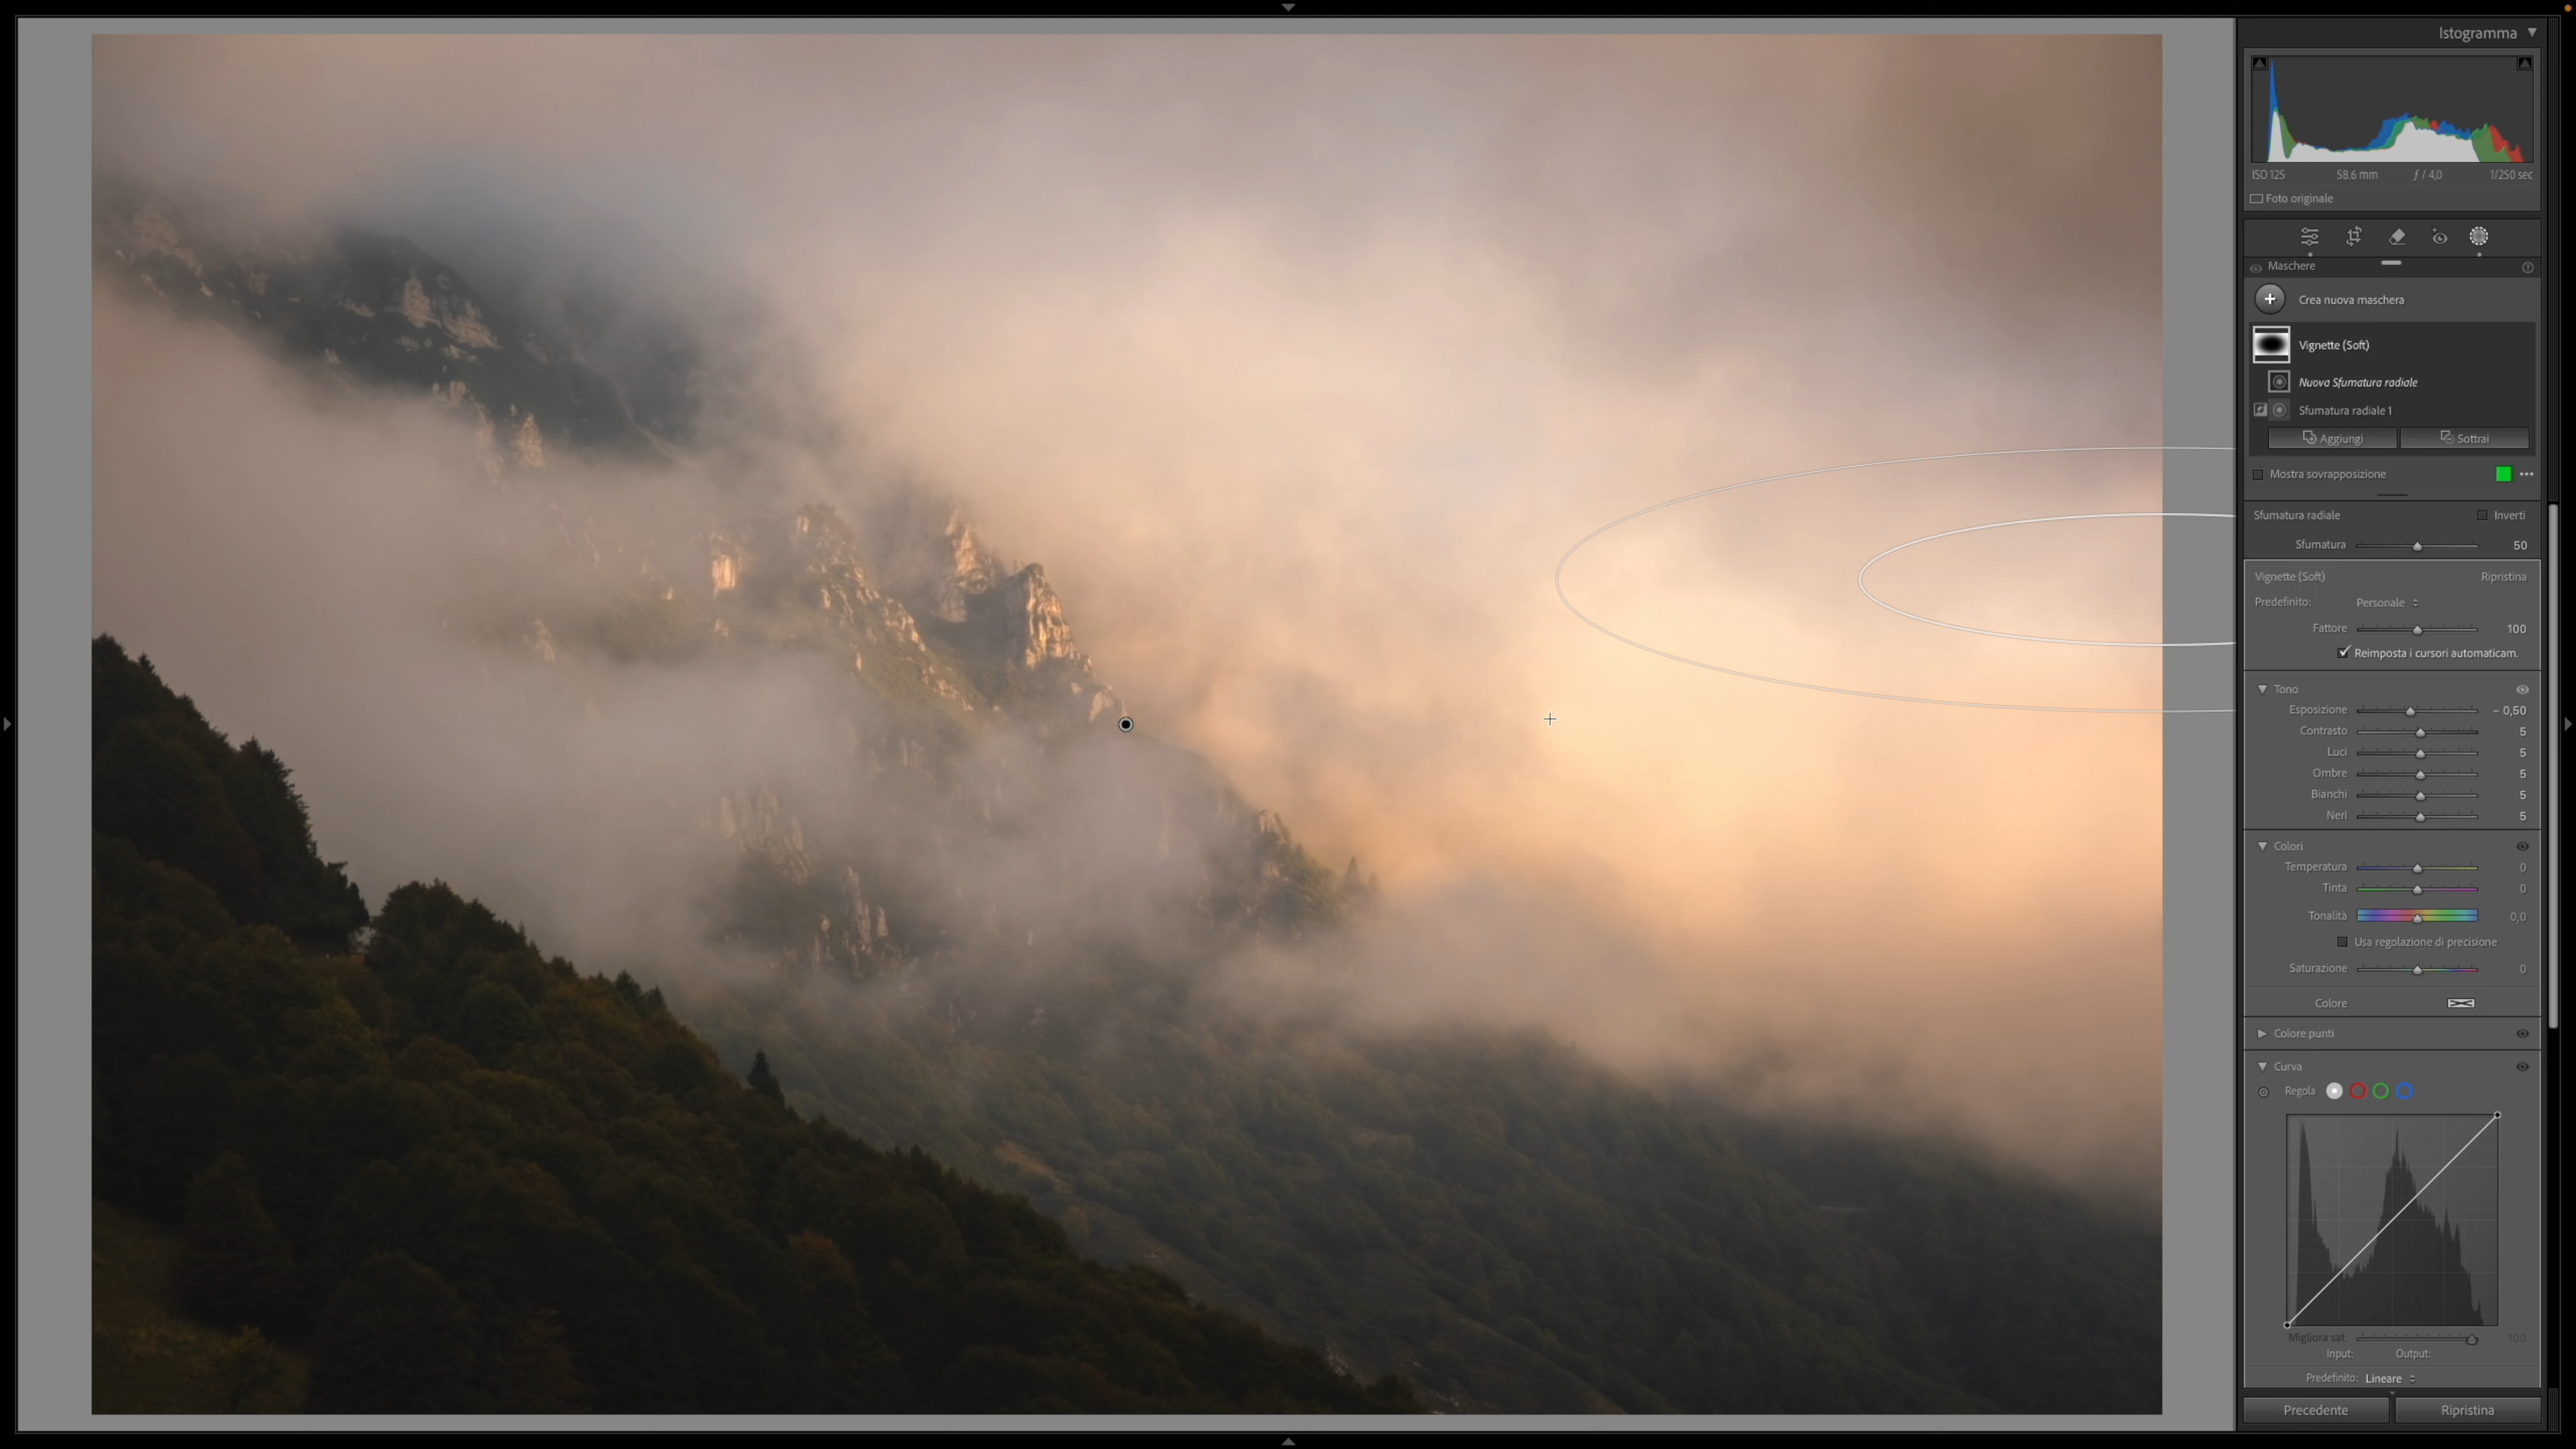 Istogramma
ISO 125 58.6 mm ƒ / 4,0 1/250 sec
Foto originale
Maschere
Crea nuova maschera
Vignette (Soft)
Nuova Sfumatura radiale
Sfumatura radiale 1
Aggiungi Sottrai
Mostra sovrapposizione
Sfumatura radiale Inverti
Sfumatura 50
Vignette (Soft) Ripristina
Predefinito: Personale
Fattore 100
Reimposta i cursori automaticam.
Tono
Esposizione – 0,50
Contrasto 5
Luci 5
Ombre 5
Bianchi 5
Neri 5
Colori
Temperatura 0
Tinta 0
Tonalità 0,0
Usa regolazione di precisione
Saturazione 0
Colore
Colore punti
Curva
Regola
Migliora sat. 100
Input: Output:
Predefinito: Lineare
Precedente Ripristina